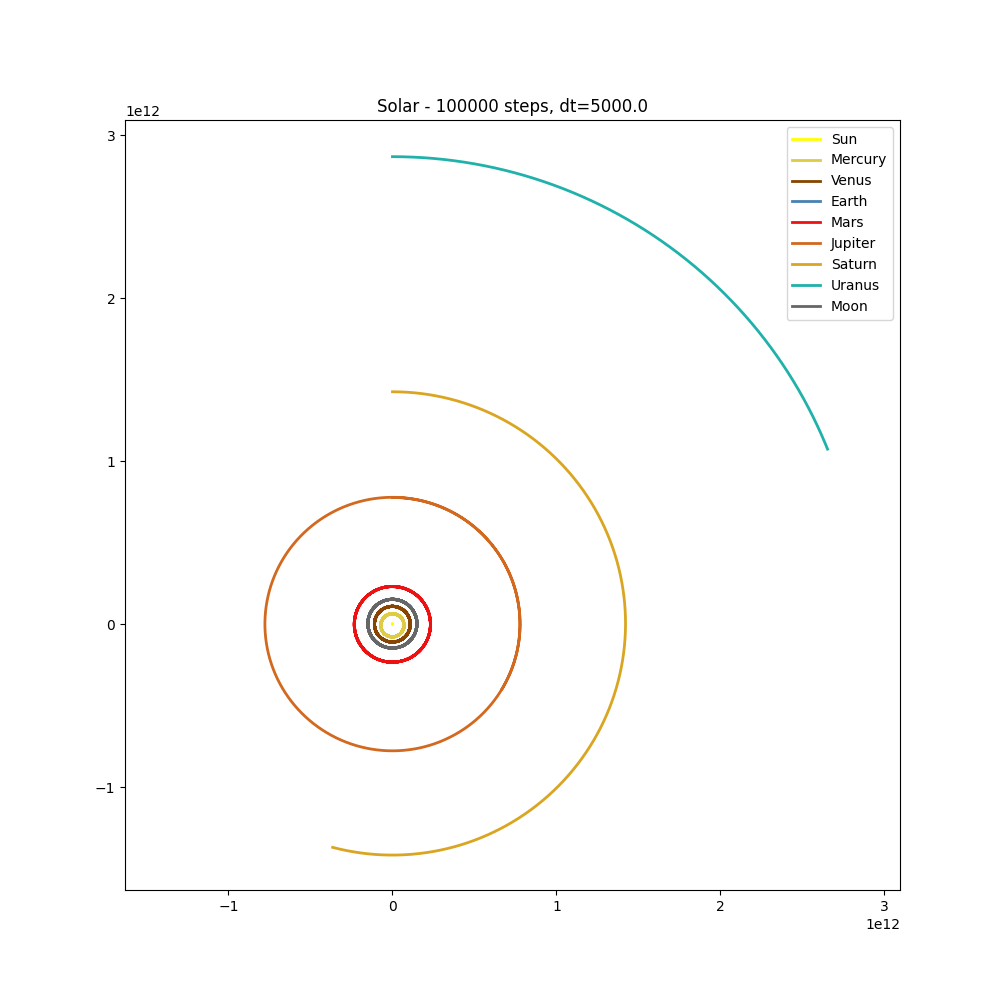 Solar - 100000 steps, dt=5000.0
1e12
3
2
1
0
−1
Sun
Mercury
Venus
Earth
Mars
Jupiter
Saturn
Uranus
Moon
−1 0 1 2 3
1e12